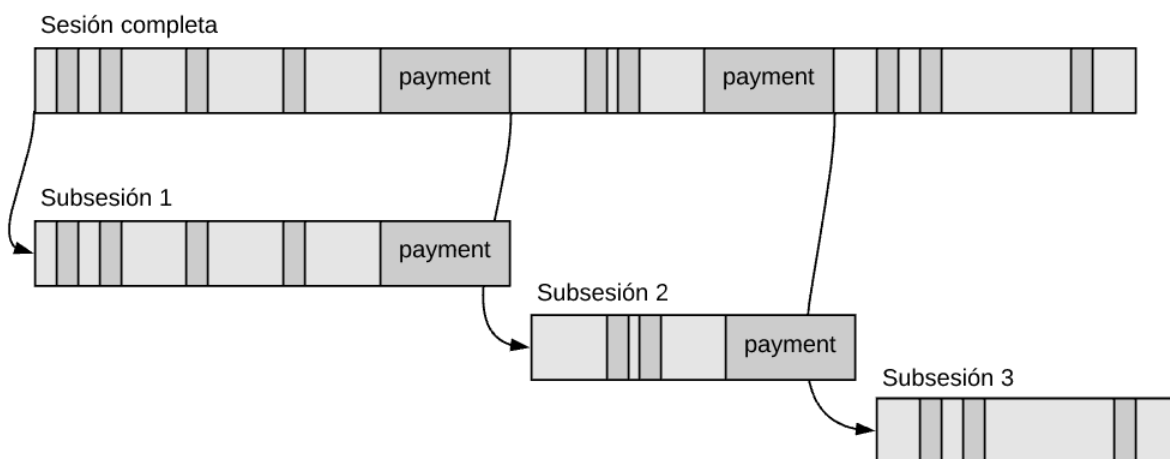 Sesión completa
payment
payment
Subsesión 1
payment
Subsesión 2
payment
Subsesión 3